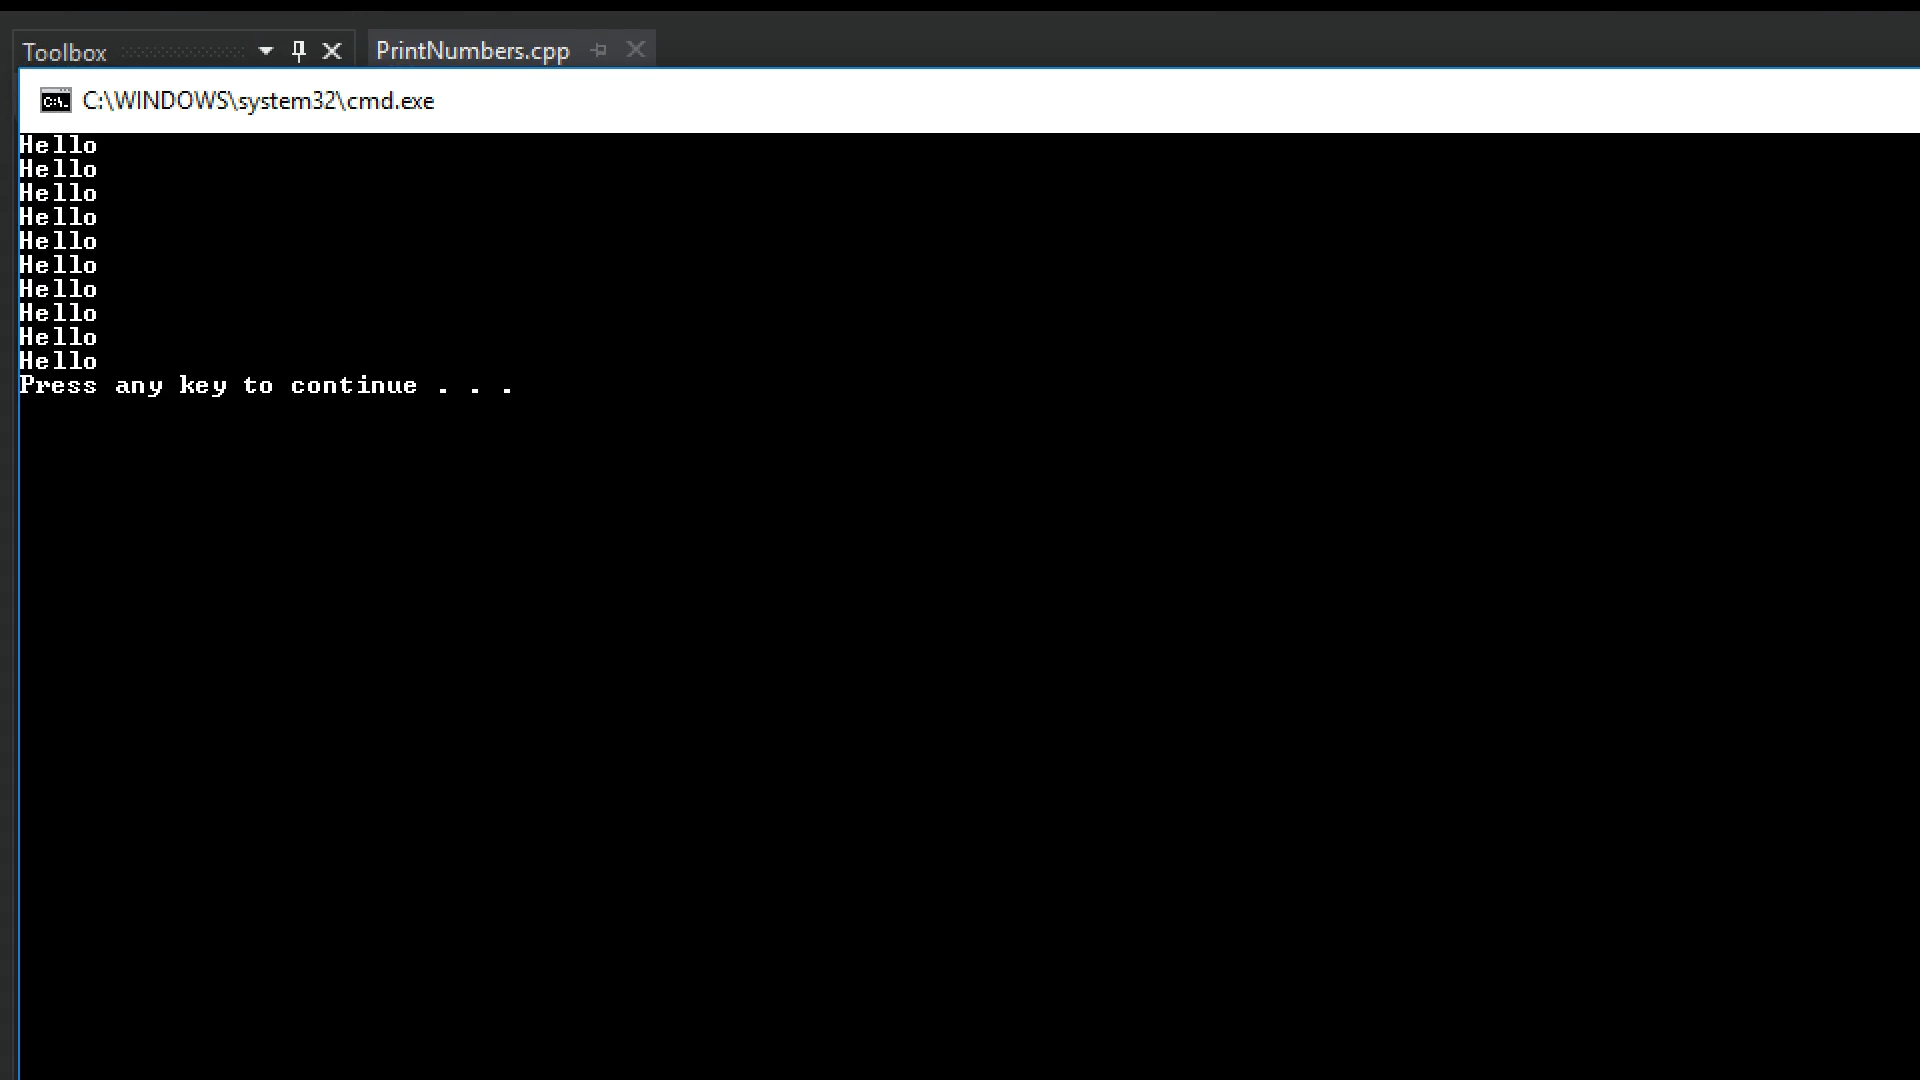 Toolbox
PrintNumbers.cpp
C:\WINDOWS\system32\cmd.exe
Hello
Hello
Hello
Hello
Hello
Hello
Hello
Hello
Hello
Hello
Press any key to continue . . .